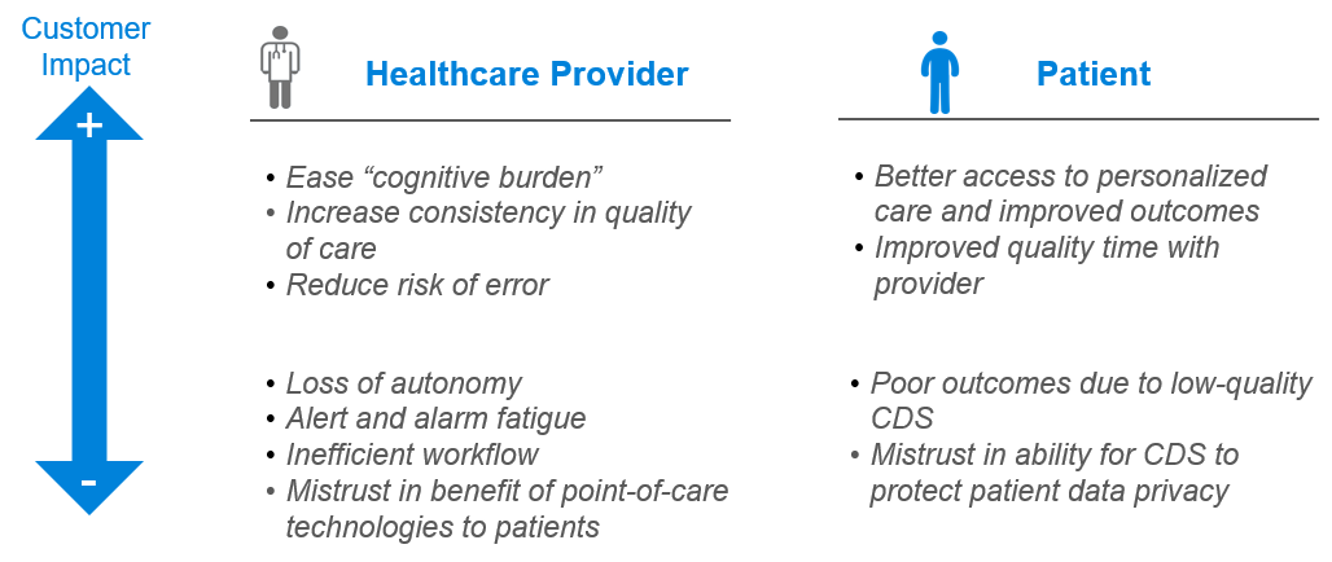 Customer
Impact
+
-
Healthcare Provider
• Ease “cognitive burden”
• Increase consistency in quality
of care
• Reduce risk of error
• Loss of autonomy
• Alert and alarm fatigue
• Inefficient workflow
• Mistrust in benefit of point-of-care
technologies to patients
Patient
• Better access to personalized
care and improved outcomes
• Improved quality time with
provider
• Poor outcomes due to low-quality
CDS
• Mistrust in ability for CDS to
protect patient data privacy